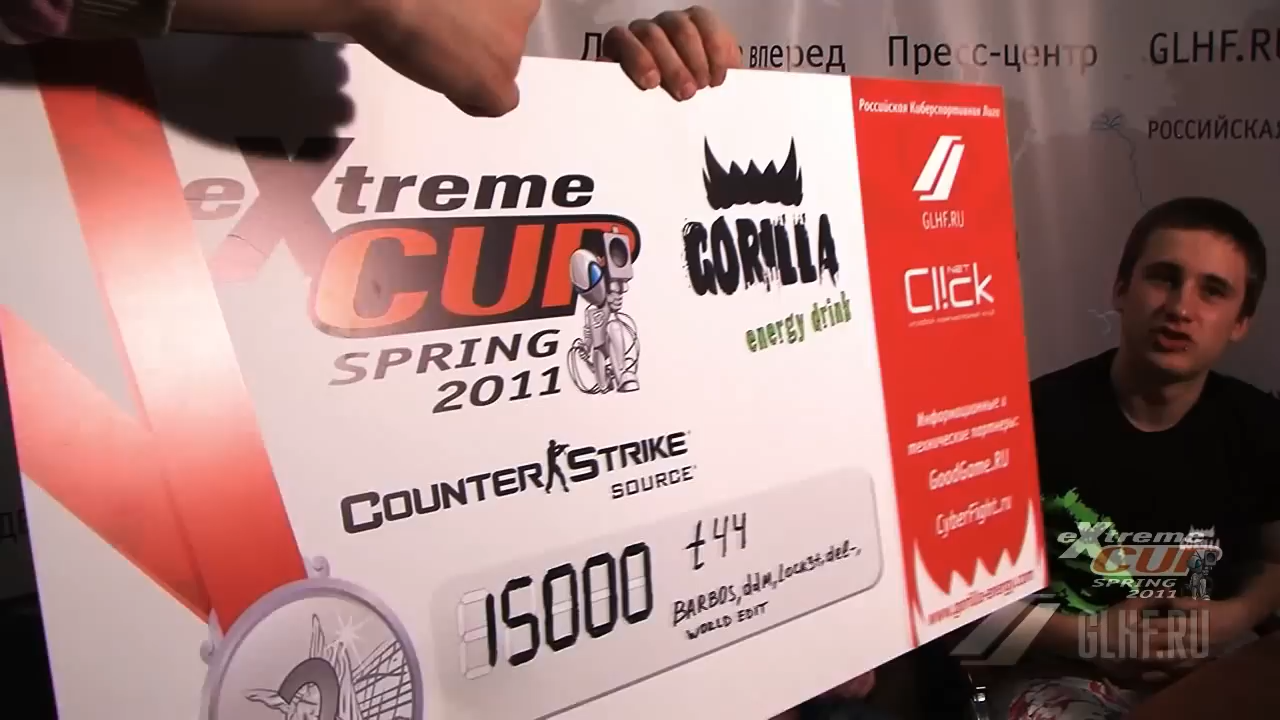 вперед
Пресс-центр
GLHF.RU
РОССИЙСКАЯ
eXtreme
CUP
SPRING
2011
GORILLA
energy drink
COUNTER STRIKE
SOURCE
15000
t44
BARBOS, ddM, Lock3t, del-,
WORLD EDIT
Российская Киберспортивная Лига
GLHF.RU
NET
Cl!ck
Информационные и
технические партнеры:
GoodGame.RU
CyberFight.ru
www.gorilla-energy.com
2
eXtreme
CUP
SPRING
2011
GLHF.RU